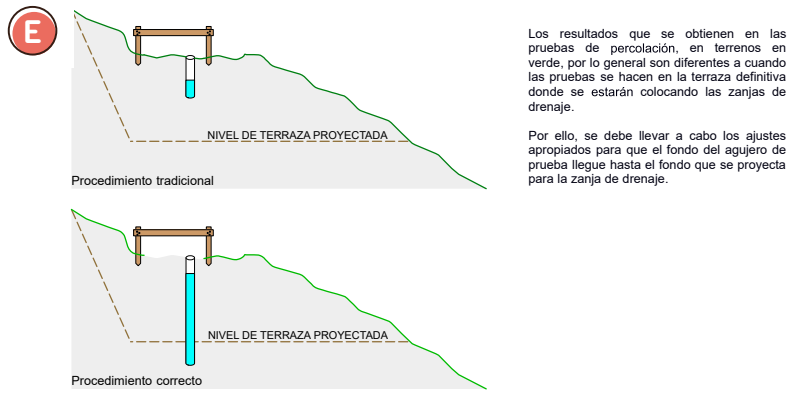 E
NIVEL DE TERRAZA PROYECTADA
Procedimiento tradicional
NIVEL DE TERRAZA PROYECTADA
Procedimiento correcto
Los resultados que se obtienen en las
pruebas de percolación, en terrenos en
verde, por lo general son diferentes a cuando
las pruebas se hacen en la terraza definitiva
donde se estarán colocando las zanjas de
drenaje.
Por ello, se debe llevar a cabo los ajustes
apropiados para que el fondo del agujero de
prueba llegue hasta el fondo que se proyecta
para la zanja de drenaje.